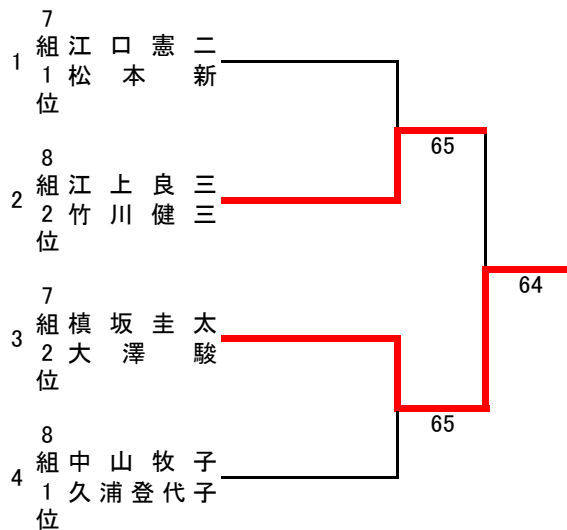 1 7組1位 江口憲二
松本新
65
2 8組2位 江上良三
竹川健三
64
3 7組2位 槙坂圭太
大澤駿
65
4 8組1位 中山牧子
久浦登代子